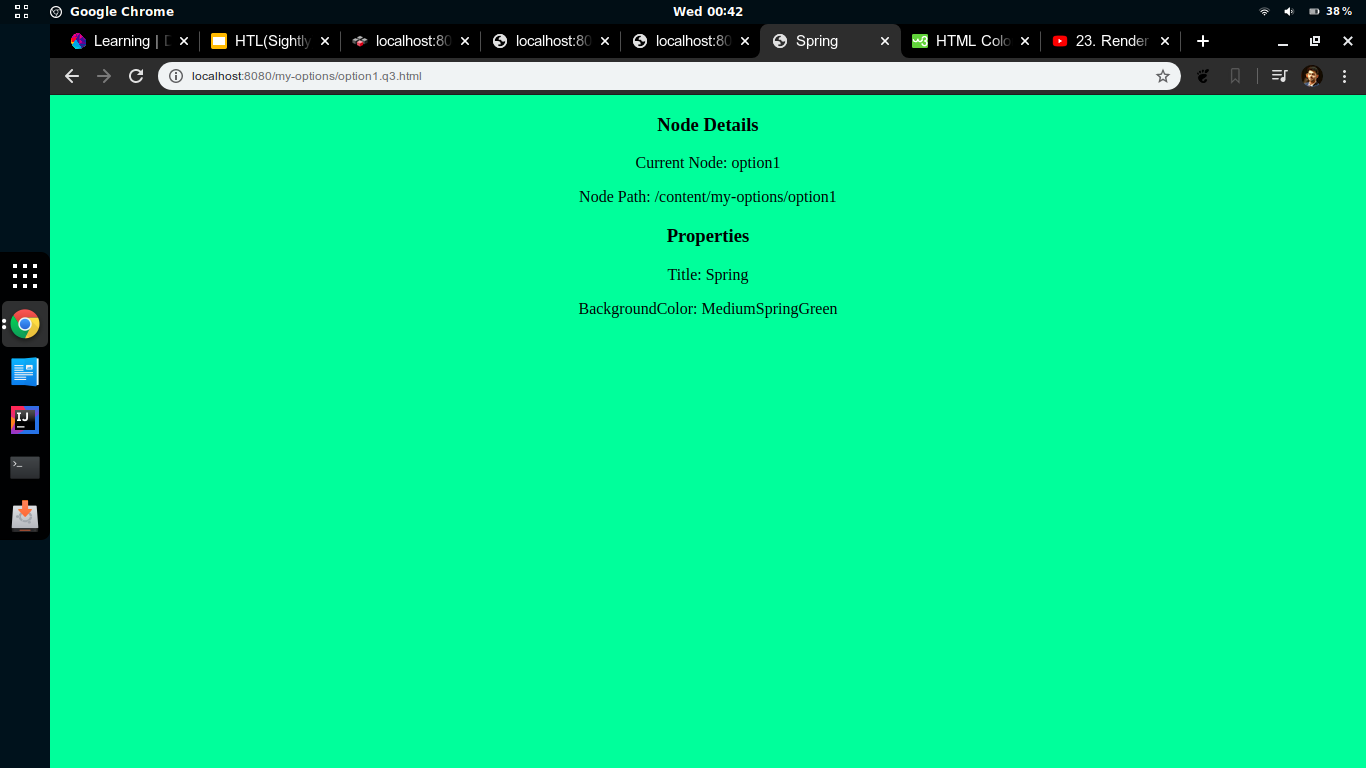 Google Chrome
Wed 00:42
38 %
Learning | D
HTL(Sightly
localhost:80
localhost:80
localhost:80
Spring
HTML Colo
23. Render
localhost:8080/my-options/option1.q3.html
Node Details
Current Node: option1
Node Path: /content/my-options/option1
Properties
Title: Spring
BackgroundColor: MediumSpringGreen
IJ